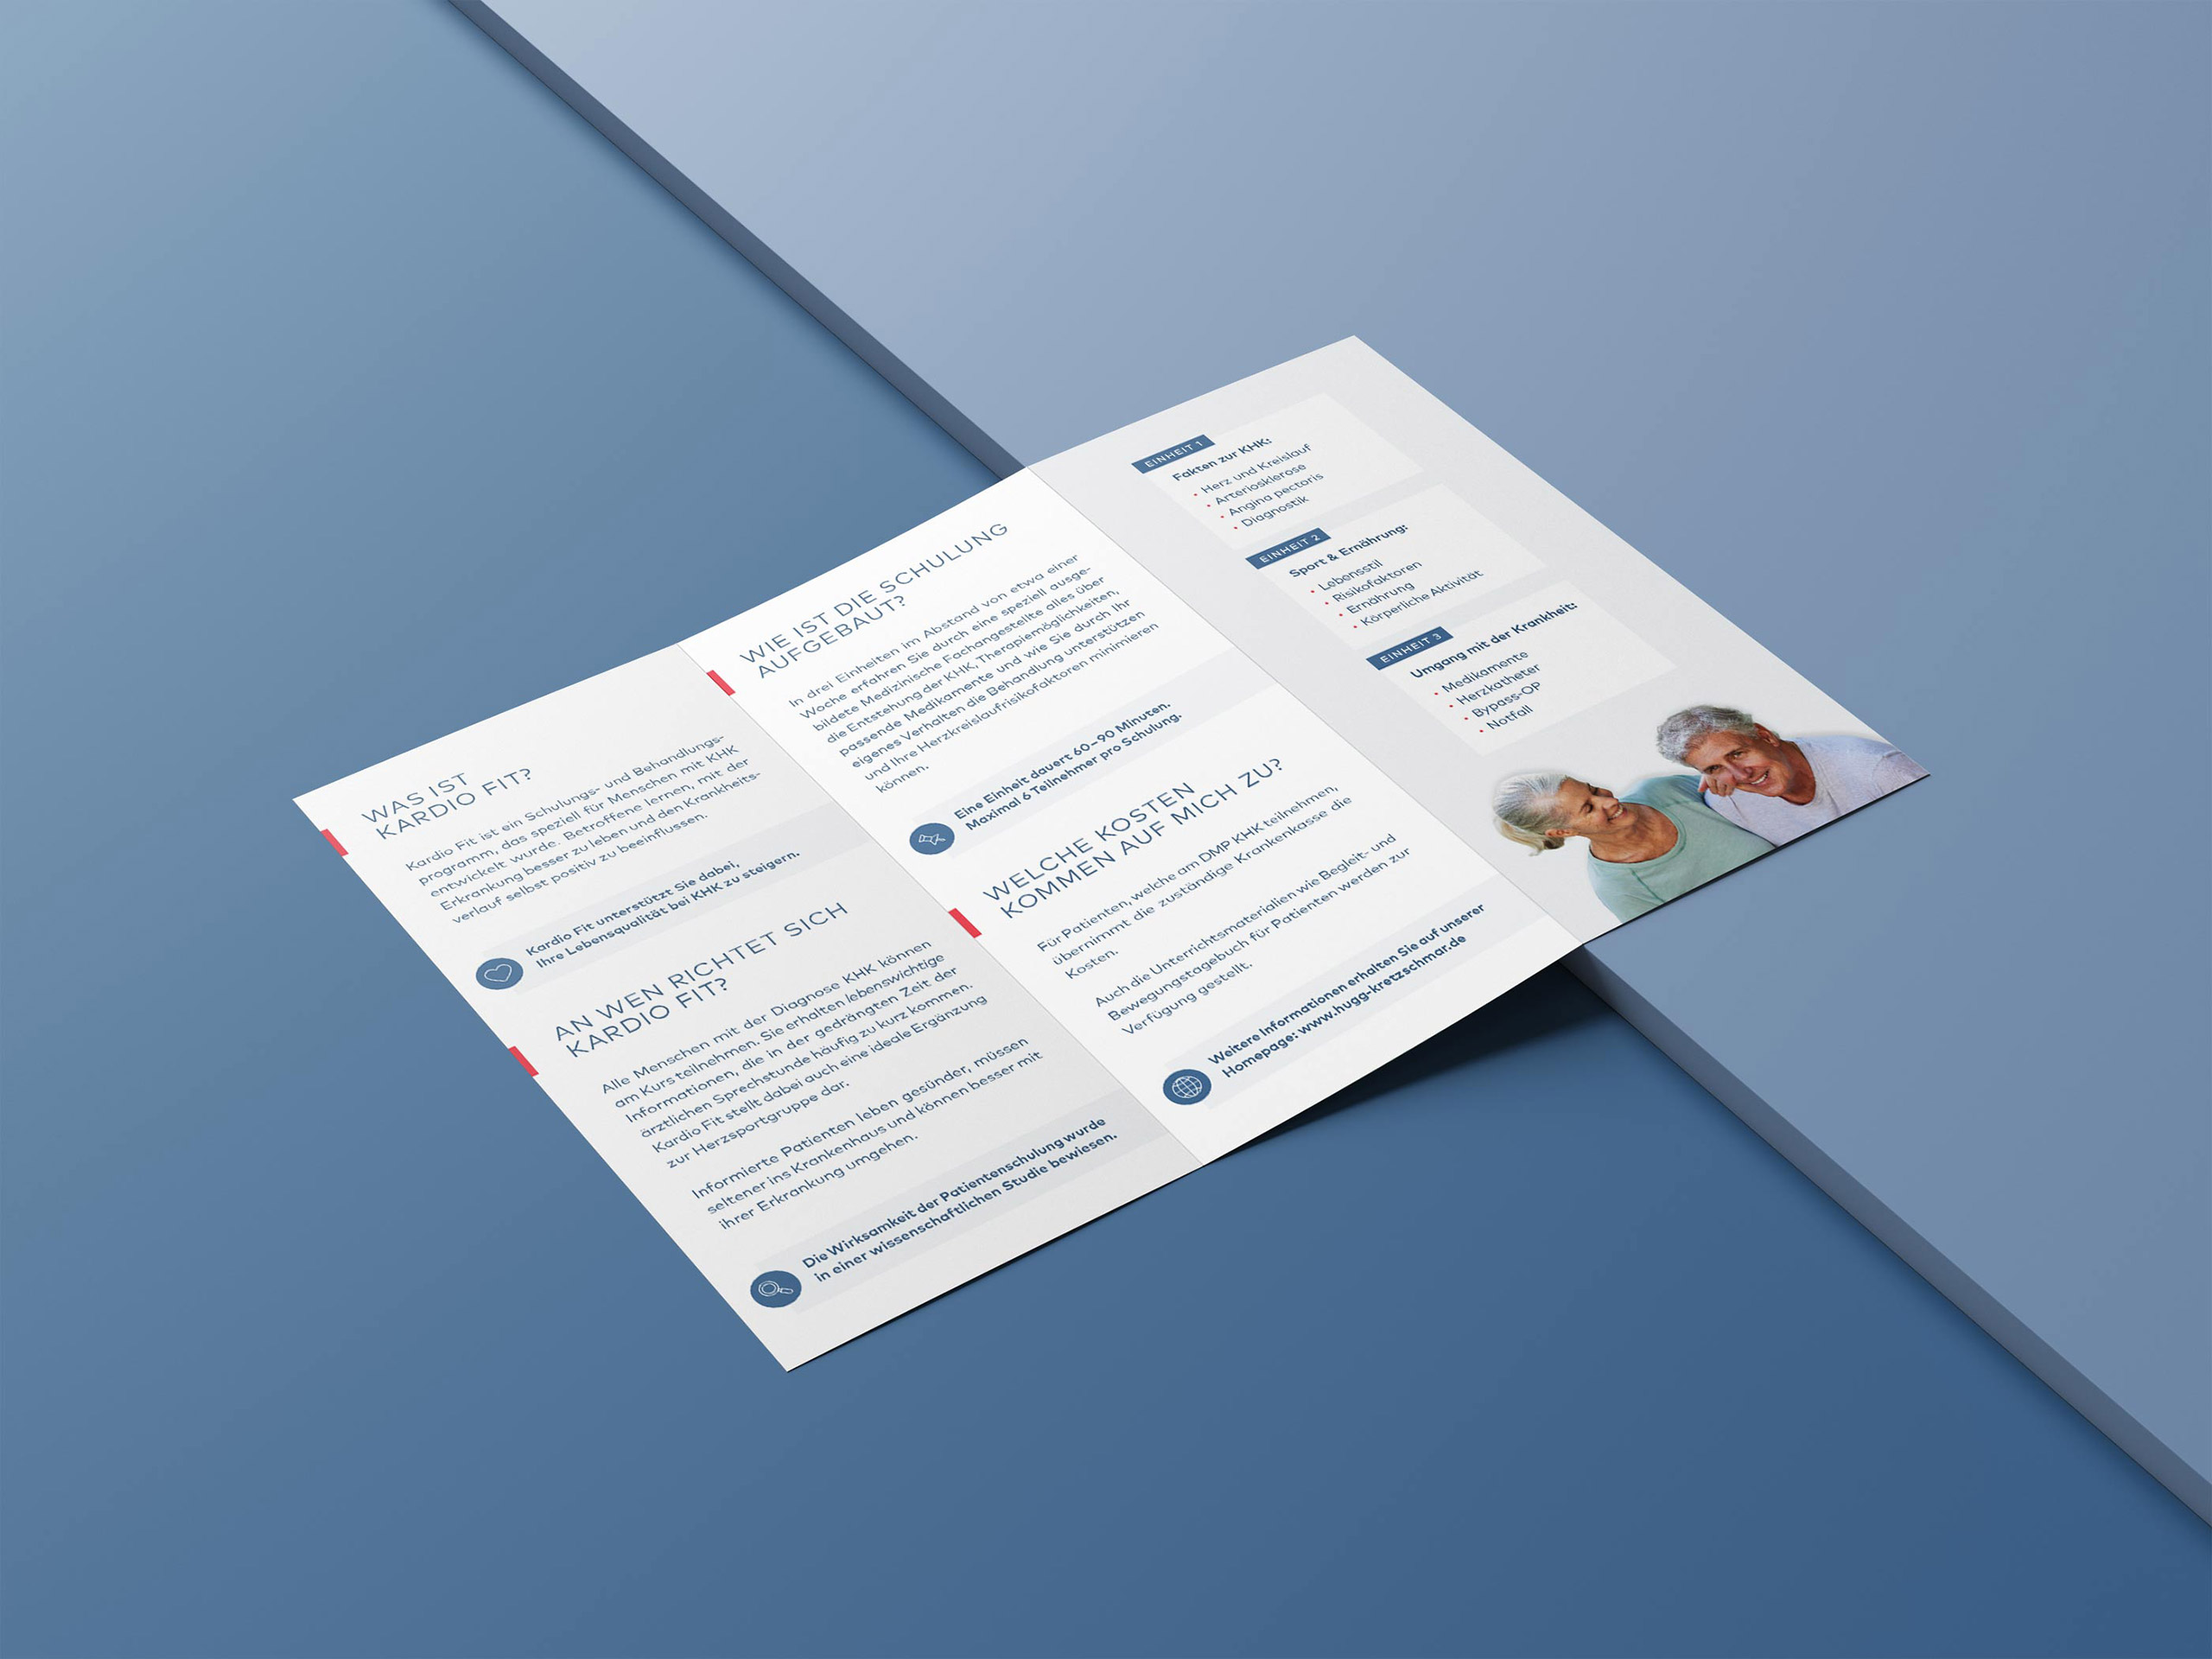 WAS IST
KARDIO FIT?
Kardio Fit ist ein Schulungs- und Behandlungs-
programm, das speziell für Menschen mit KHK
entwickelt wurde. Betroffene lernen, mit der
Erkrankung besser zu leben und den Krankheits-
verlauf selbst positiv zu beeinflussen.
Kardio Fit unterstützt Sie dabei,
Ihre Lebensqualität bei KHK zu steigern.
AN WEN RICHTET SICH
KARDIO FIT?
Alle Menschen mit der Diagnose KHK können
am Kurs teilnehmen. Sie erhalten lebenswichtige
Informationen, die in der gedrängten Zeit der
ärztlichen Sprechstunde häufig zu kurz kommen.
Kardio Fit stellt dabei auch eine ideale Ergänzung
zur Herzsportgruppe dar.
Informierte Patienten leben gesünder, müssen
seltener ins Krankenhaus und können besser mit
ihrer Erkrankung umgehen.
Die Wirksamkeit der Patientenschulung wurde
in einer wissenschaftlichen Studie bewiesen.
WIE IST DIE SCHULUNG
AUFGEBAUT?
In drei Einheiten im Abstand von etwa einer
Woche erfahren Sie durch eine speziell ausge-
bildete Medizinische Fachangestellte alles über
die Entstehung der KHK, Therapiemöglichkeiten,
passende Medikamente und wie Sie durch Ihr
eigenes Verhalten die Behandlung unterstützen
und Ihre Herzkreislaufrisikofaktoren minimieren
können.
Eine Einheit dauert 60–90 Minuten.
Maximal 6 Teilnehmer pro Schulung.
WELCHE KOSTEN
KOMMEN AUF MICH ZU?
Für Patienten, welche am DMP KHK teilnehmen,
übernimmt die zuständige Krankenkasse die
Kosten.
Auch die Unterrichtsmaterialien wie Begleit- und
Bewegungstagebuch für Patienten werden zur
Verfügung gestellt.
Weitere Informationen erhalten Sie auf unserer
Homepage: www.hugg-kretzschmar.de
EINHEIT 1
Fakten zur KHK:
• Herz und Kreislauf
• Arteriosklerose
• Angina pectoris
• Diagnostik
EINHEIT 2
Sport & Ernährung:
• Lebensstil
• Risikofaktoren
• Ernährung
• Körperliche Aktivität
EINHEIT 3
Umgang mit der Krankheit:
• Medikamente
• Herzkatheter
• Bypass-OP
• Notfall